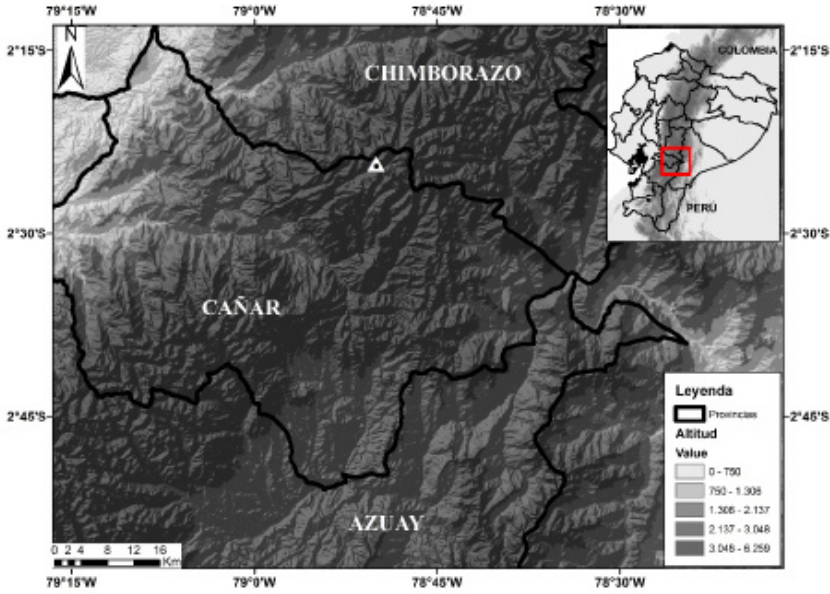 79°15'W 79°0'W 78°45'W 78°30'W
N
2°15'S 2°15'S
COLOMBIA
CHIMBORAZO
PERÚ
2°30'S 2°30'S
CAÑAR
Leyenda
Provincias
2°45'S 2°45'S
Altitud
Value
0 - 750
750 - 1.306
1.306 - 2.137
2.137 - 3.048
3.048 - 6.259
AZUAY
0 2 4 8 12 16
Km
79°15'W 79°0'W 78°45'W 78°30'W